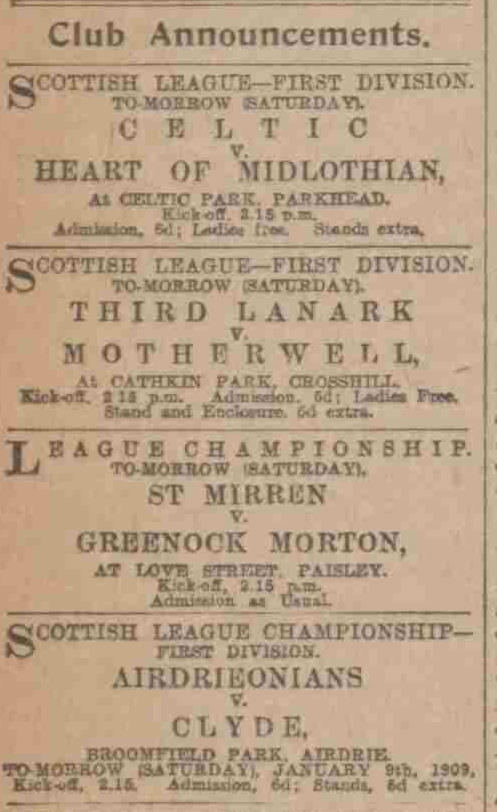 Club Announcements.
SCOTTISH LEAGUE—FIRST DIVISION.
TO-MORROW (SATURDAY).
CELTIC
v.
HEART OF MIDLOTHIAN,
At CELTIC PARK, PARKHEAD.
Kick-off, 2.15 p.m.
Admission, 6d; Ladies free. Stands extra.
SCOTTISH LEAGUE—FIRST DIVISION.
TO-MORROW (SATURDAY).
THIRD LANARK
v.
MOTHERWELL,
At CATHKIN PARK, CROSSHILL.
Kick-off, 2 15 p.m. Admission, 6d; Ladies Free.
Stand and Enclosure, 6d extra.
LEAGUE CHAMPIONSHIP.
TO-MORROW (SATURDAY),
ST MIRREN
v.
GREENOCK MORTON,
AT LOVE STREET, PAISLEY.
Kick-off, 2.15 p.m.
Admission as Usual.
SCOTTISH LEAGUE CHAMPIONSHIP—
FIRST DIVISION.
AIRDRIEONIANS
v.
CLYDE,
BROOMFIELD PARK, AIRDRIE.
TO-MORROW (SATURDAY), JANUARY 9th, 1909,
Kick-off, 2.15. Admission, 6d; Stands, 6d extra.